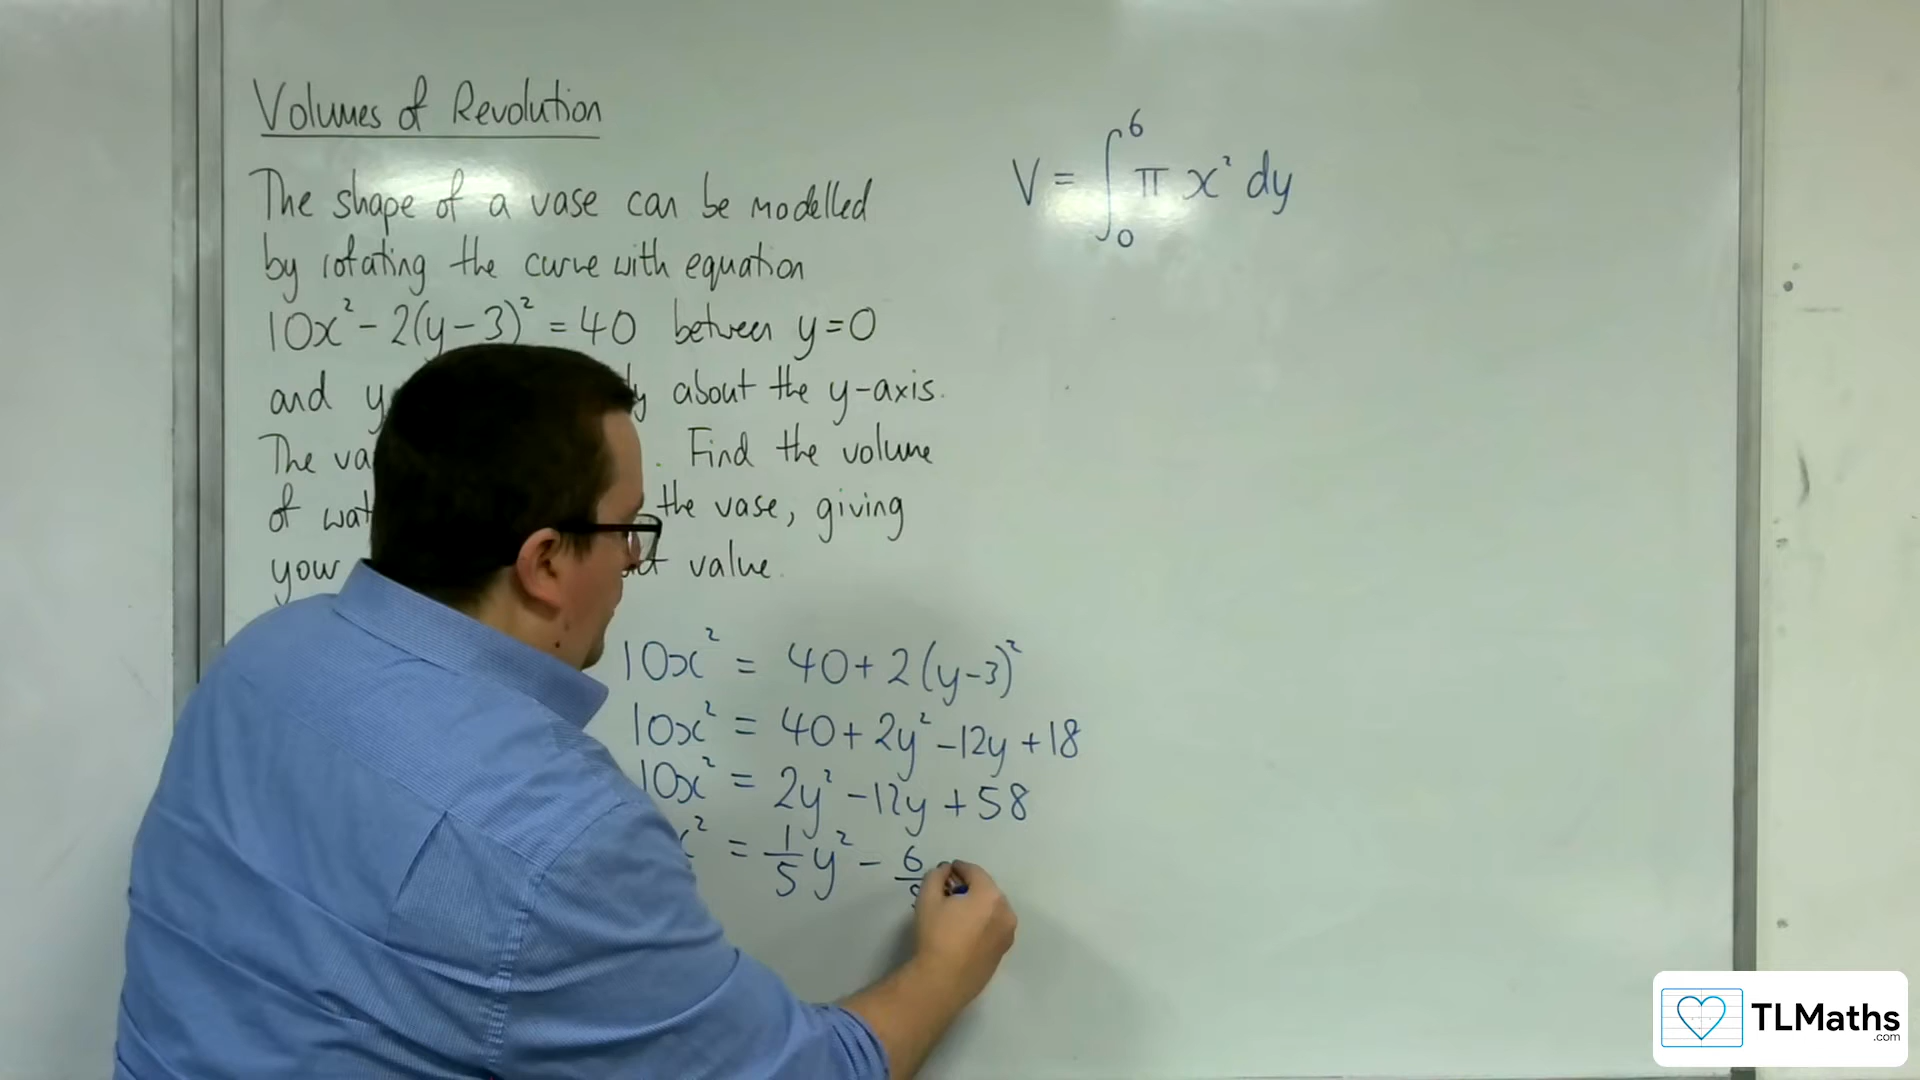 Volumes of Revolution
The shape of a vase can be modelled
by rotating the curve with equation
10x² - 2(y-3)² = 40 between y=0
and y about the y-axis.
The Find the volume
of the vase, giving
your value.
V = ∫₀⁶ π x² dy
10x² = 40 + 2(y-3)²
10x² = 40 + 2y² - 12y + 18
10x² = 2y² - 12y + 58
x² = 1/5 y² - 6/5
TLMaths
.com